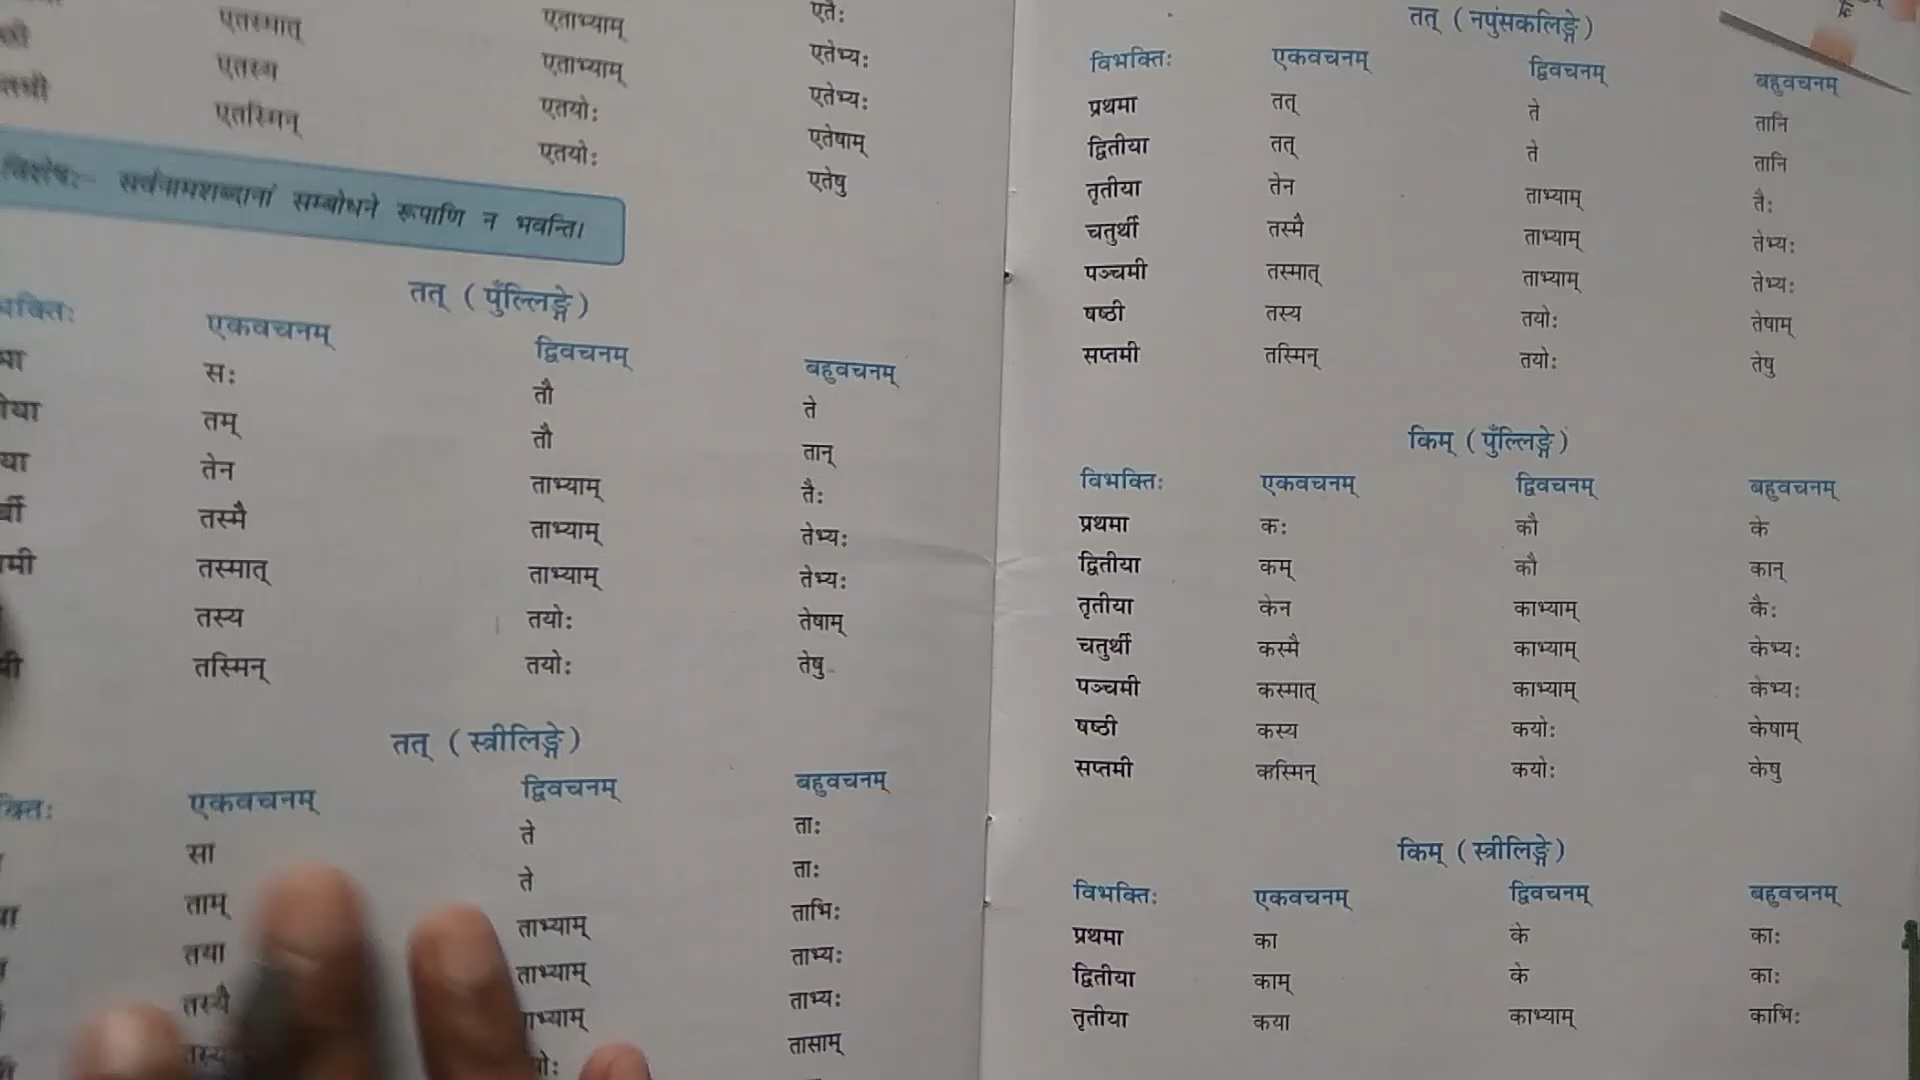 एतस्मात् एताभ्याम् एतैः
एतस्य एताभ्याम् एतेभ्यः
एतस्मिन् एतयोः एतेभ्यः
एतयोः एतेषाम्
एतेषु
विशेषः— सर्वनामशब्दानां सम्बोधने रूपाणि न भवन्ति।
तत् (पुँल्लिङ्गे)
एकवचनम् द्विवचनम् बहुवचनम्
सः तौ ते
तम् तौ तान्
तेन ताभ्याम् तैः
तस्मै ताभ्याम् तेभ्यः
तस्मात् ताभ्याम् तेभ्यः
तस्य तयोः तेषाम्
तस्मिन् तयोः तेषु
तत् (स्त्रीलिङ्गे)
एकवचनम् द्विवचनम् बहुवचनम्
सा ते ताः
ताम् ते ताः
तया ताभ्याम् ताभिः
तस्यै ताभ्याम् ताभ्यः
ताभ्यः
तासाम्
तत् (नपुंसकलिङ्गे)
विभक्तिः एकवचनम् द्विवचनम् बहुवचनम्
प्रथमा तत् ते तानि
द्वितीया तत् ते तानि
तृतीया तेन ताभ्याम् तैः
चतुर्थी तस्मै ताभ्याम् तेभ्यः
पञ्चमी तस्मात् ताभ्याम् तेभ्यः
षष्ठी तस्य तयोः तेषाम्
सप्तमी तस्मिन् तयोः तेषु
किम् (पुँल्लिङ्गे)
विभक्तिः एकवचनम् द्विवचनम् बहुवचनम्
प्रथमा कः कौ के
द्वितीया कम् कौ कान्
तृतीया केन काभ्याम् कैः
चतुर्थी कस्मै काभ्याम् केभ्यः
पञ्चमी कस्मात् काभ्याम् केभ्यः
षष्ठी कस्य कयोः केषाम्
सप्तमी कस्मिन् कयोः केषु
किम् (स्त्रीलिङ्गे)
विभक्तिः एकवचनम् द्विवचनम् बहुवचनम्
प्रथमा का के काः
द्वितीया काम् के काः
तृतीया कया काभ्याम् काभिः